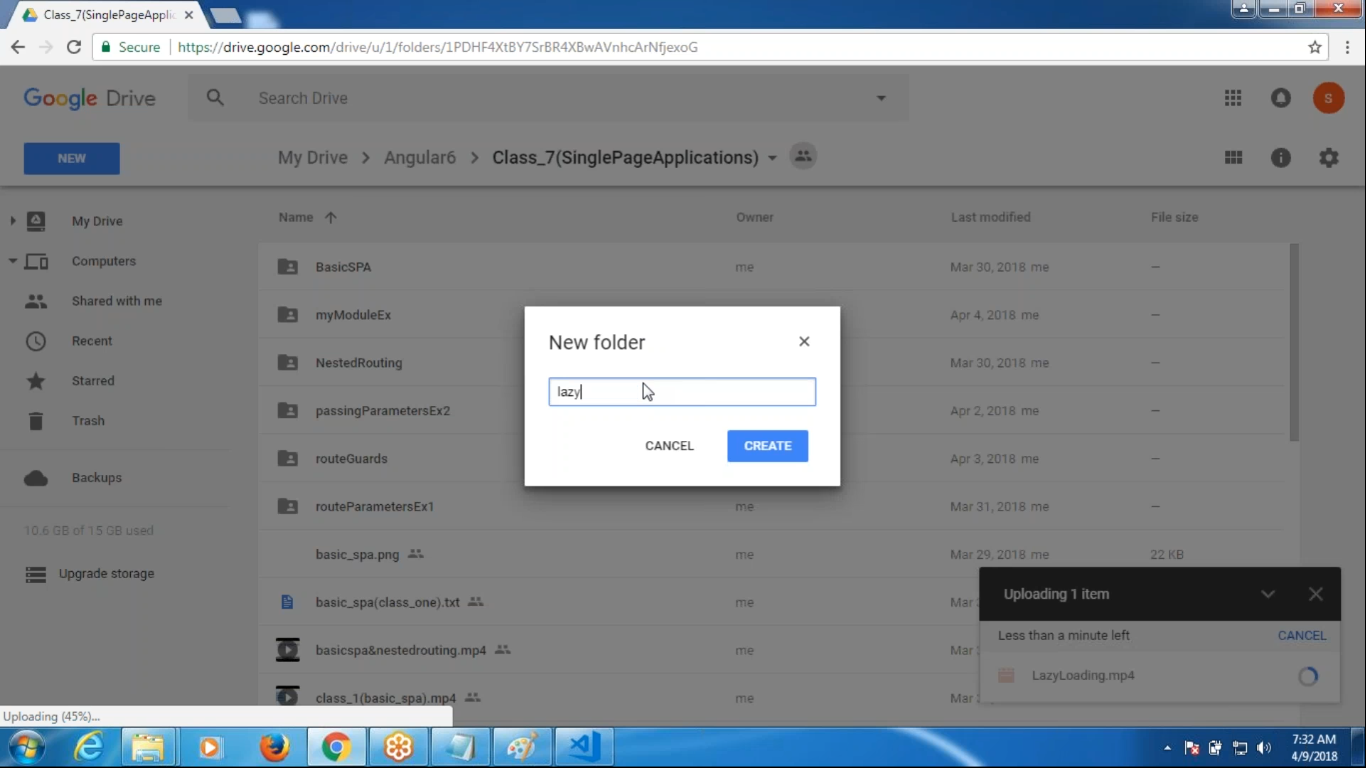 Class_7(SinglePageApplic
Secure https://drive.google.com/drive/u/1/folders/1PDHF4XtBY7SrBR4XBwAVnhcArNfjexoG
Google Drive Search Drive S
NEW My Drive > Angular6 > Class_7(SinglePageApplications)
My Drive
Computers
Shared with me
Recent
Starred
Trash
Backups
10.6 GB of 15 GB used
Upgrade storage
Name Owner Last modified File size
BasicSPA me Mar 30, 2018 me —
myModuleEx Apr 4, 2018 me —
NestedRouting Mar 30, 2018 me —
passingParametersEx2 Apr 2, 2018 me —
routeGuards Apr 3, 2018 me —
routeParametersEx1 me Mar 31, 2018 me —
basic_spa.png me Mar 29, 2018 me 22 KB
basic_spa(class_one).txt me Mar
basicspa&nestedrouting.mp4 me Mar
class_1(basic_spa).mp4 me Mar
New folder
lazy
CANCEL CREATE
Uploading 1 item
Less than a minute left CANCEL
LazyLoading.mp4
Uploading (45%)...
7:32 AM
4/9/2018